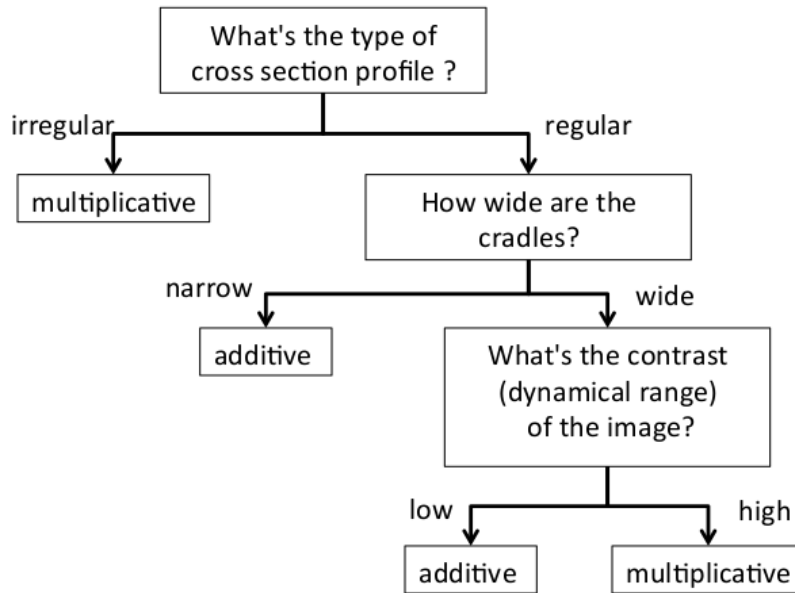 What's the type of
cross section profile ?
irregular
regular
multiplicative
How wide are the
cradles?
narrow
wide
additive
What's the contrast
(dynamical range)
of the image?
low
high
additive
multiplicative